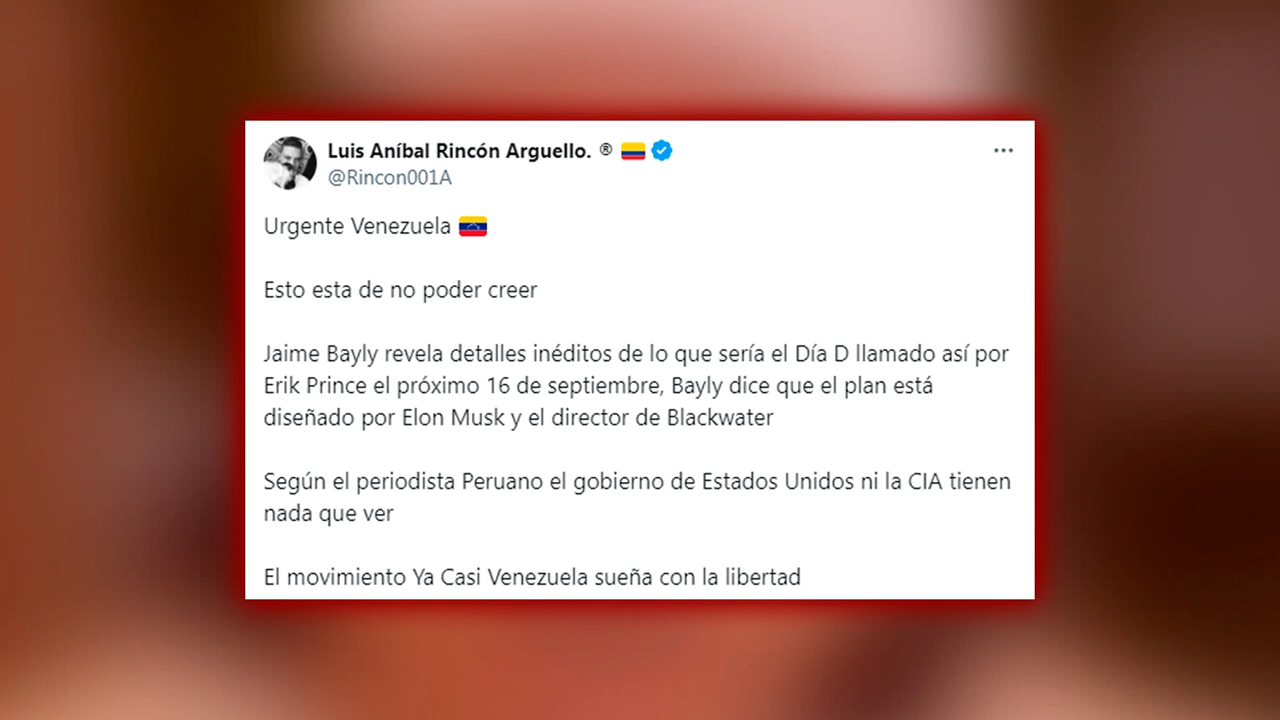 Luis Aníbal Rincón Arguello. ® 🇨🇴
@Rincon001A
Urgente Venezuela 🇻🇪
Esto esta de no poder creer
Jaime Bayly revela detalles inéditos de lo que sería el Día D llamado así por
Erik Prince el próximo 16 de septiembre, Bayly dice que el plan está
diseñado por Elon Musk y el director de Blackwater
Según el periodista Peruano el gobierno de Estados Unidos ni la CIA tienen
nada que ver
El movimiento Ya Casi Venezuela sueña con la libertad